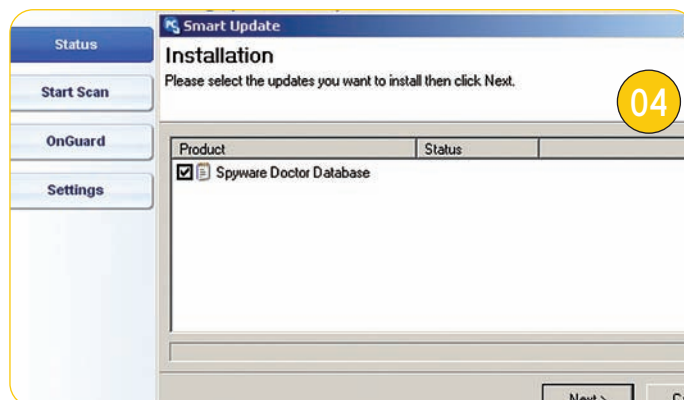 Smart Update
Status
Installation
Please select the updates you want to install then click Next.
Start Scan
04
OnGuard
Product Status
Spyware Doctor Database
Settings
Next >